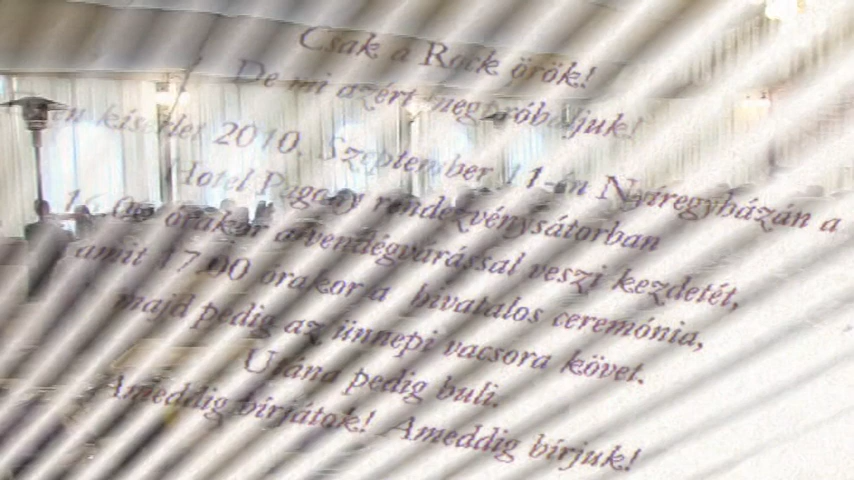 Csak a Rock örök!
De mi azért megpróbáljuk!
en kísérlet 2010. Szeptember 11-én Nyíregyházán a
Hotel Pagony rendezvénysátorban
16.00 órakor a vendégvárással veszi kezdetét,
amit 17.00 órakor a hivatalos ceremónia,
majd pedig az ünnepi vacsora követ.
Utána pedig buli.
Ameddig bírjátok! Ameddig bírjuk!